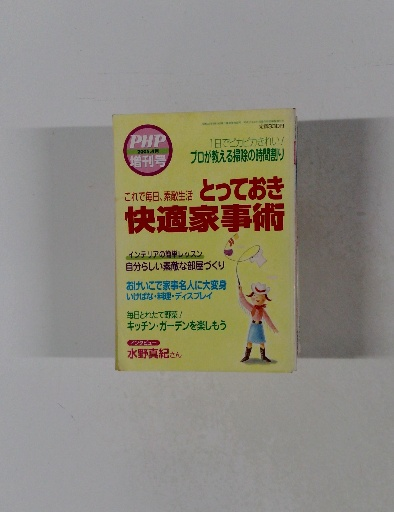 PHP
増刊号
1日でピカピカきれい!
プロが教える掃除の時間割り
これで毎日、素敵生活
とっておき
快適家事術
インテリアの簡単レッスン
自分らしい素敵な部屋づくり
おけいこで家事名人に大変身
いけばな・料理・ディスプレイ
毎日とれたて野菜!
キッチン・ガーデンを楽しもう
インタビュー
水野真紀さん